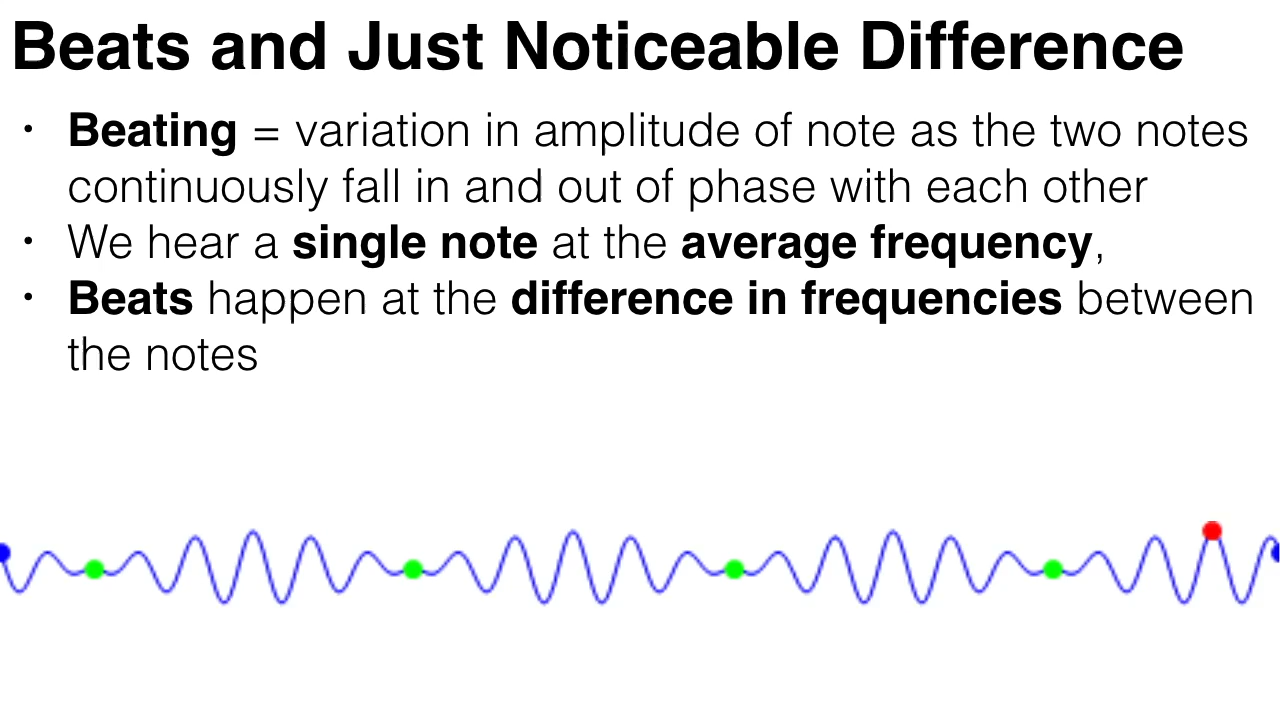 Beats and Just Noticeable Difference
• Beating = variation in amplitude of note as the two notes
continuously fall in and out of phase with each other
• We hear a single note at the average frequency,
• Beats happen at the difference in frequencies between
the notes